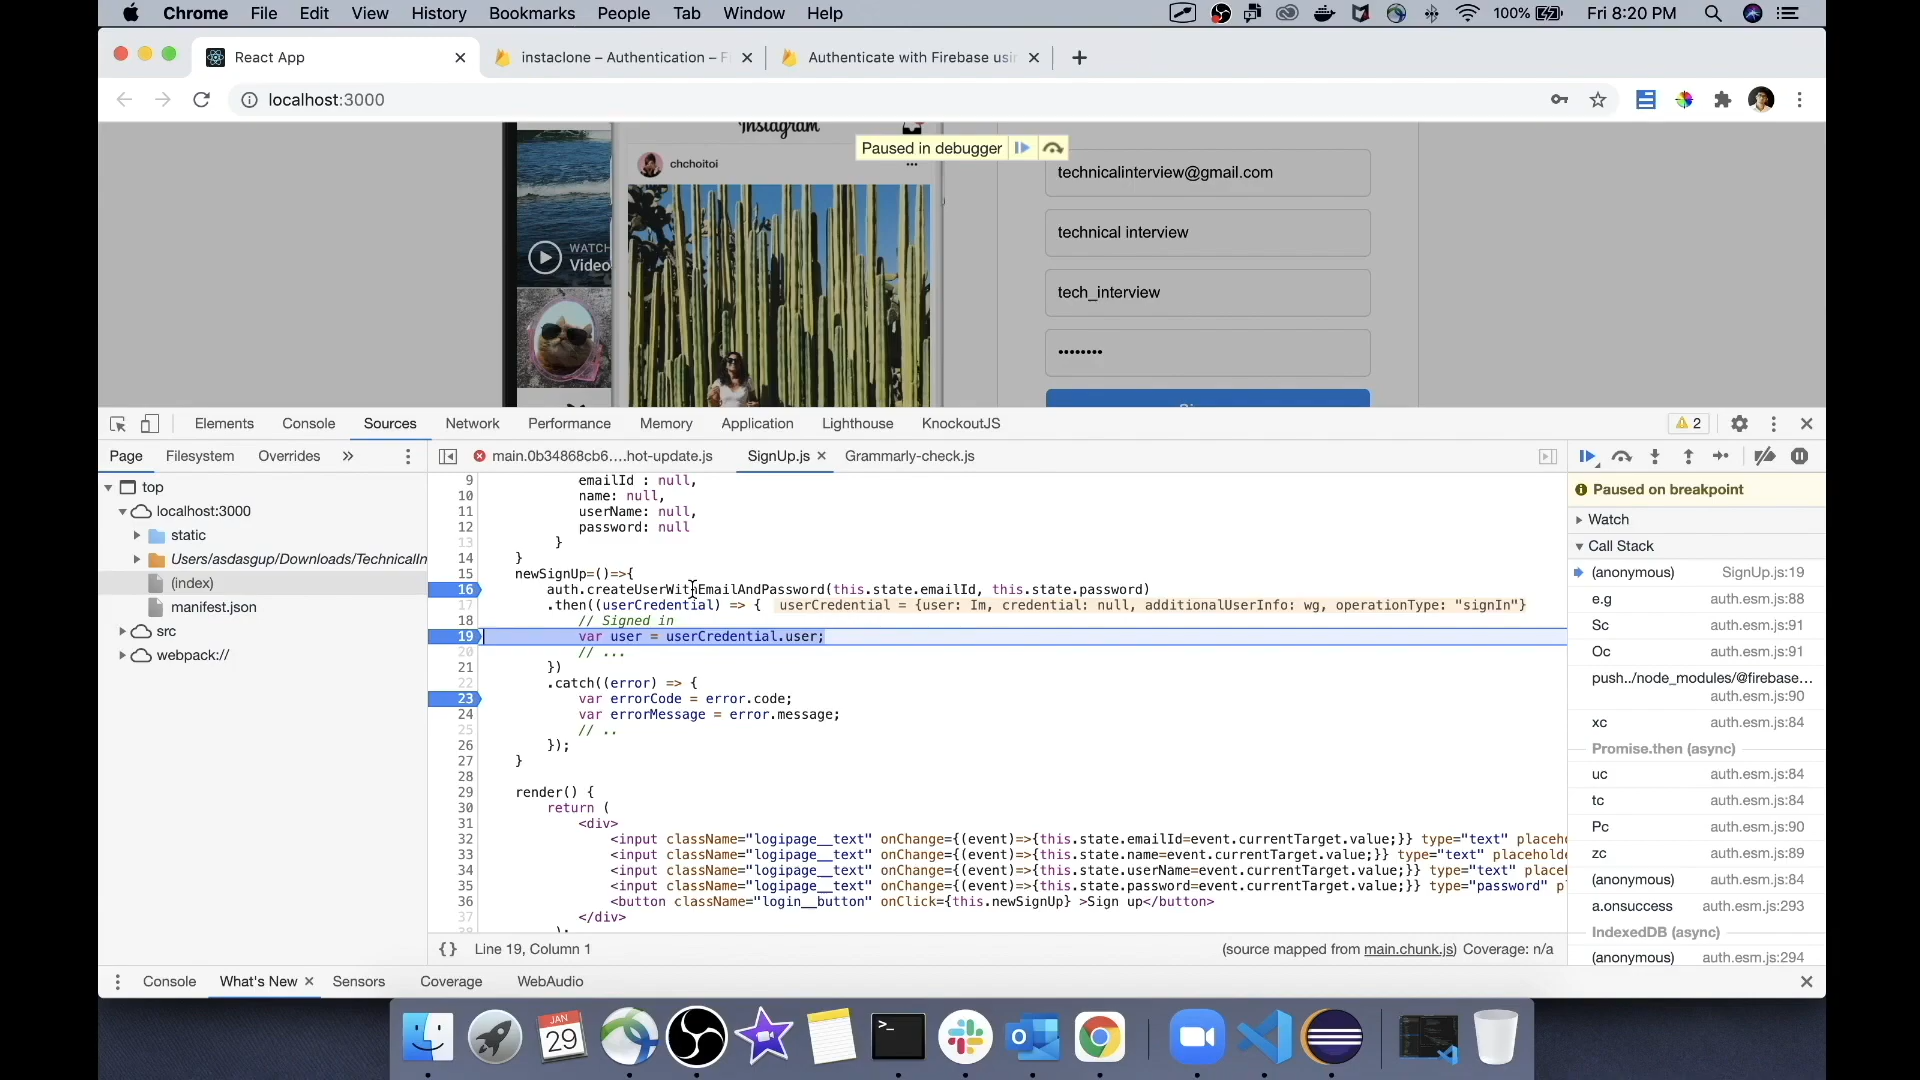 Chrome File Edit View History Bookmarks People Tab Window Help 100% Fri 8:20 PM
React App
instaclone – Authentication – F
Authenticate with Firebase usin
localhost:3000
Instagram
Paused in debugger
chchoitoi
WATCH
Video
technicalinterview@gmail.com
technical interview
tech_interview
••••••••
Elements Console Sources Network Performance Memory Application Lighthouse KnockoutJS 2
Page Filesystem Overrides »
main.0b34868cb6....hot-update.js SignUp.js Grammarly-check.js
top
localhost:3000
static
Users/asdasgup/Downloads/TechnicalIn
(index)
manifest.json
src
webpack://
9 emailId : null,
10 name: null,
11 userName: null,
12 password: null
13 }
14 }
15 newSignUp=()=>{
16 auth.createUserWithEmailAndPassword(this.state.emailId, this.state.password)
17 .then((userCredential) => { userCredential = {user: Im, credential: null, additionalUserInfo: wg, operationType: "signIn"}
18 // Signed in
19 var user = userCredential.user;
20 // ...
21 })
22 .catch((error) => {
23 var errorCode = error.code;
24 var errorMessage = error.message;
25 // ..
26 });
27 }
28
29 render() {
30 return (
31 <div>
32 <input className="logipage__text" onChange={(event)=>{this.state.emailId=event.currentTarget.value;}} type="text" placeho
33 <input className="logipage__text" onChange={(event)=>{this.state.name=event.currentTarget.value;}} type="text" placeholde
34 <input className="logipage__text" onChange={(event)=>{this.state.userName=event.currentTarget.value;}} type="text" placeh
35 <input className="logipage__text" onChange={(event)=>{this.state.password=event.currentTarget.value;}} type="password" pl
36 <button className="login__button" onClick={this.newSignUp} >Sign up</button>
37 </div>
{ } Line 19, Column 1
(source mapped from main.chunk.js) Coverage: n/a
Paused on breakpoint
Watch
Call Stack
(anonymous) SignUp.js:19
e.g auth.esm.js:88
Sc auth.esm.js:91
Oc auth.esm.js:91
push../node_modules/@firebase...
auth.esm.js:90
xc auth.esm.js:84
Promise.then (async)
uc auth.esm.js:84
tc auth.esm.js:84
Pc auth.esm.js:90
zc auth.esm.js:89
(anonymous) auth.esm.js:84
a.onsuccess auth.esm.js:293
IndexedDB (async)
(anonymous) auth.esm.js:294
Console What's New Sensors Coverage WebAudio
JAN
29